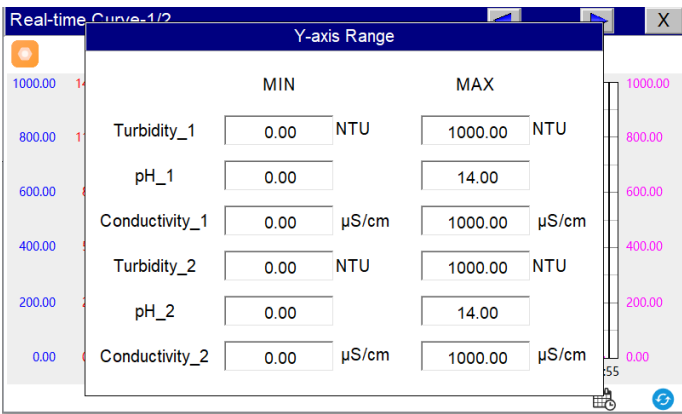 Real-time Curve-1/2
X
Y-axis Range
MIN MAX
Turbidity_1 0.00 NTU 1000.00 NTU
pH_1 0.00 14.00
Conductivity_1 0.00 µS/cm 1000.00 µS/cm
Turbidity_2 0.00 NTU 1000.00 NTU
pH_2 0.00 14.00
Conductivity_2 0.00 µS/cm 1000.00 µS/cm
1000.00
800.00
600.00
400.00
200.00
0.00
1000.00
800.00
600.00
400.00
200.00
0.00
:55